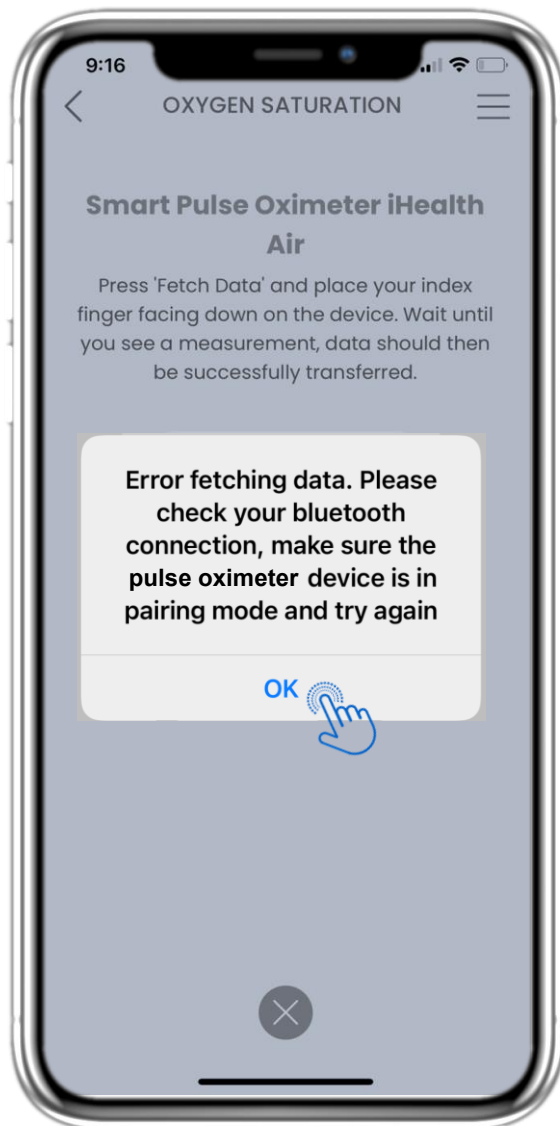 9:16
OXYGEN SATURATION
Smart Pulse Oximeter iHealth
Air
Press 'Fetch Data' and place your index
finger facing down on the device. Wait until
you see a measurement, data should then
be successfully transferred.
Error fetching data. Please
check your bluetooth
connection, make sure the
pulse oximeter device is in
pairing mode and try again
OK